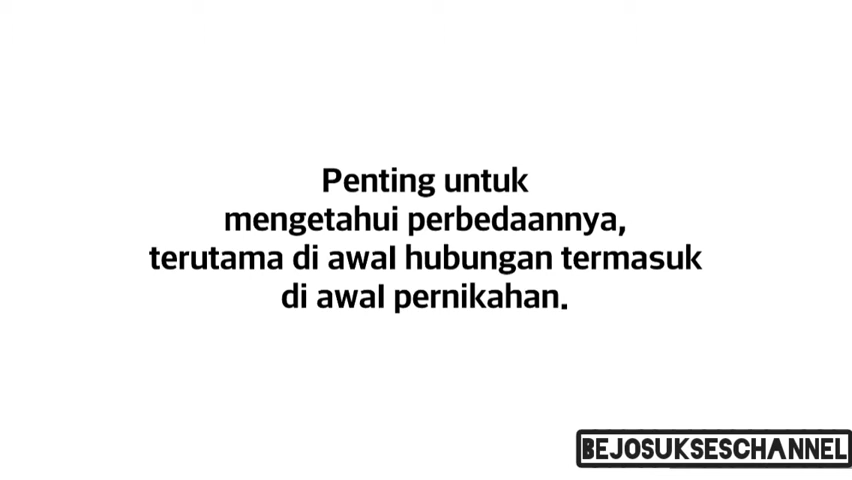 Penting untuk
mengetahui perbedaannya,
terutama di awal hubungan termasuk
di awal pernikahan.
BEJOSUKSESCHANNEL